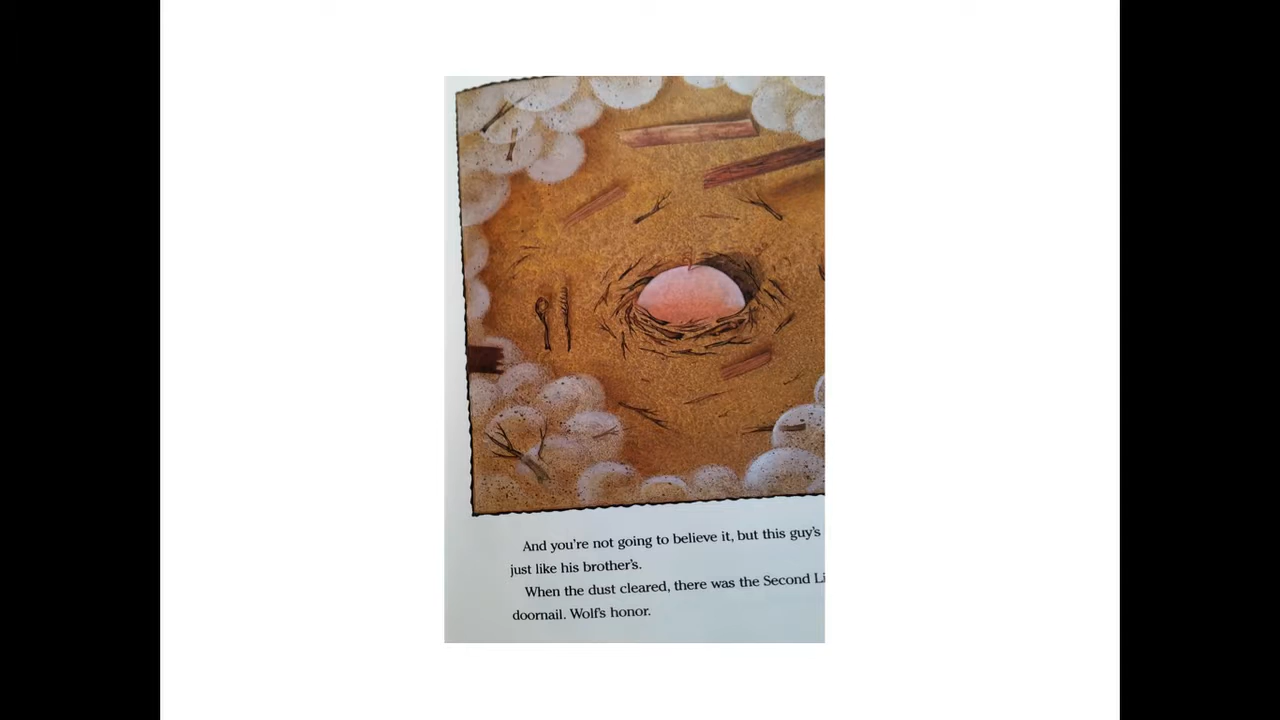 And you're not going to believe it, but this guy's
just like his brother's.
When the dust cleared, there was the Second Li
doornail. Wolf's honor.